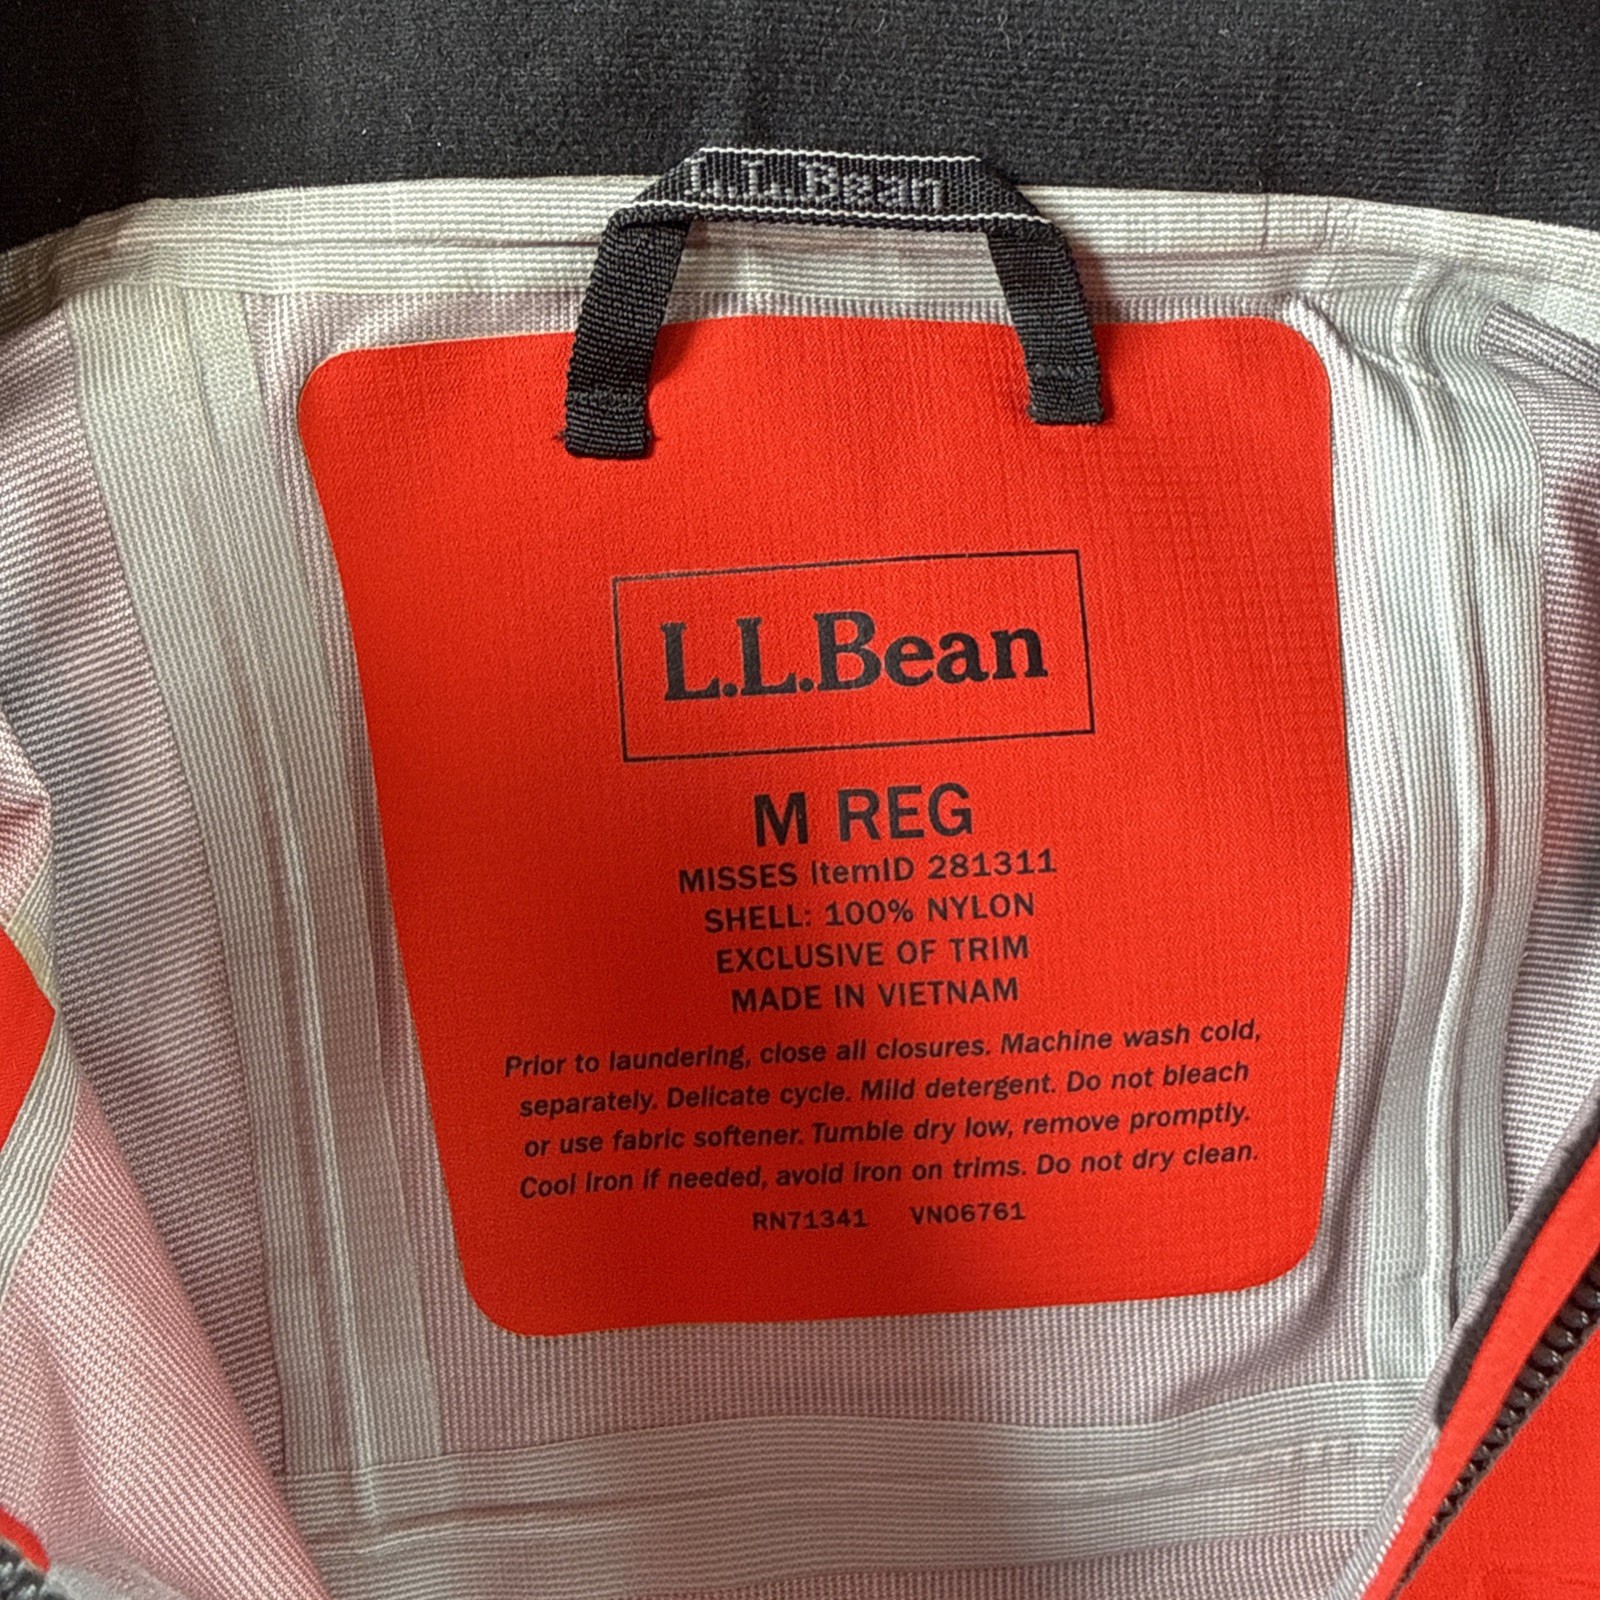 L.L.Bean
L.L.Bean
M REG
MISSES ItemID 281311
SHELL: 100% NYLON
EXCLUSIVE OF TRIM
MADE IN VIETNAM
Prior to laundering, close all closures. Machine wash cold,
separately. Delicate cycle. Mild detergent. Do not bleach
or use fabric softener. Tumble dry low, remove promptly.
Cool iron if needed, avoid iron on trims. Do not dry clean.
RN71341 VN06761